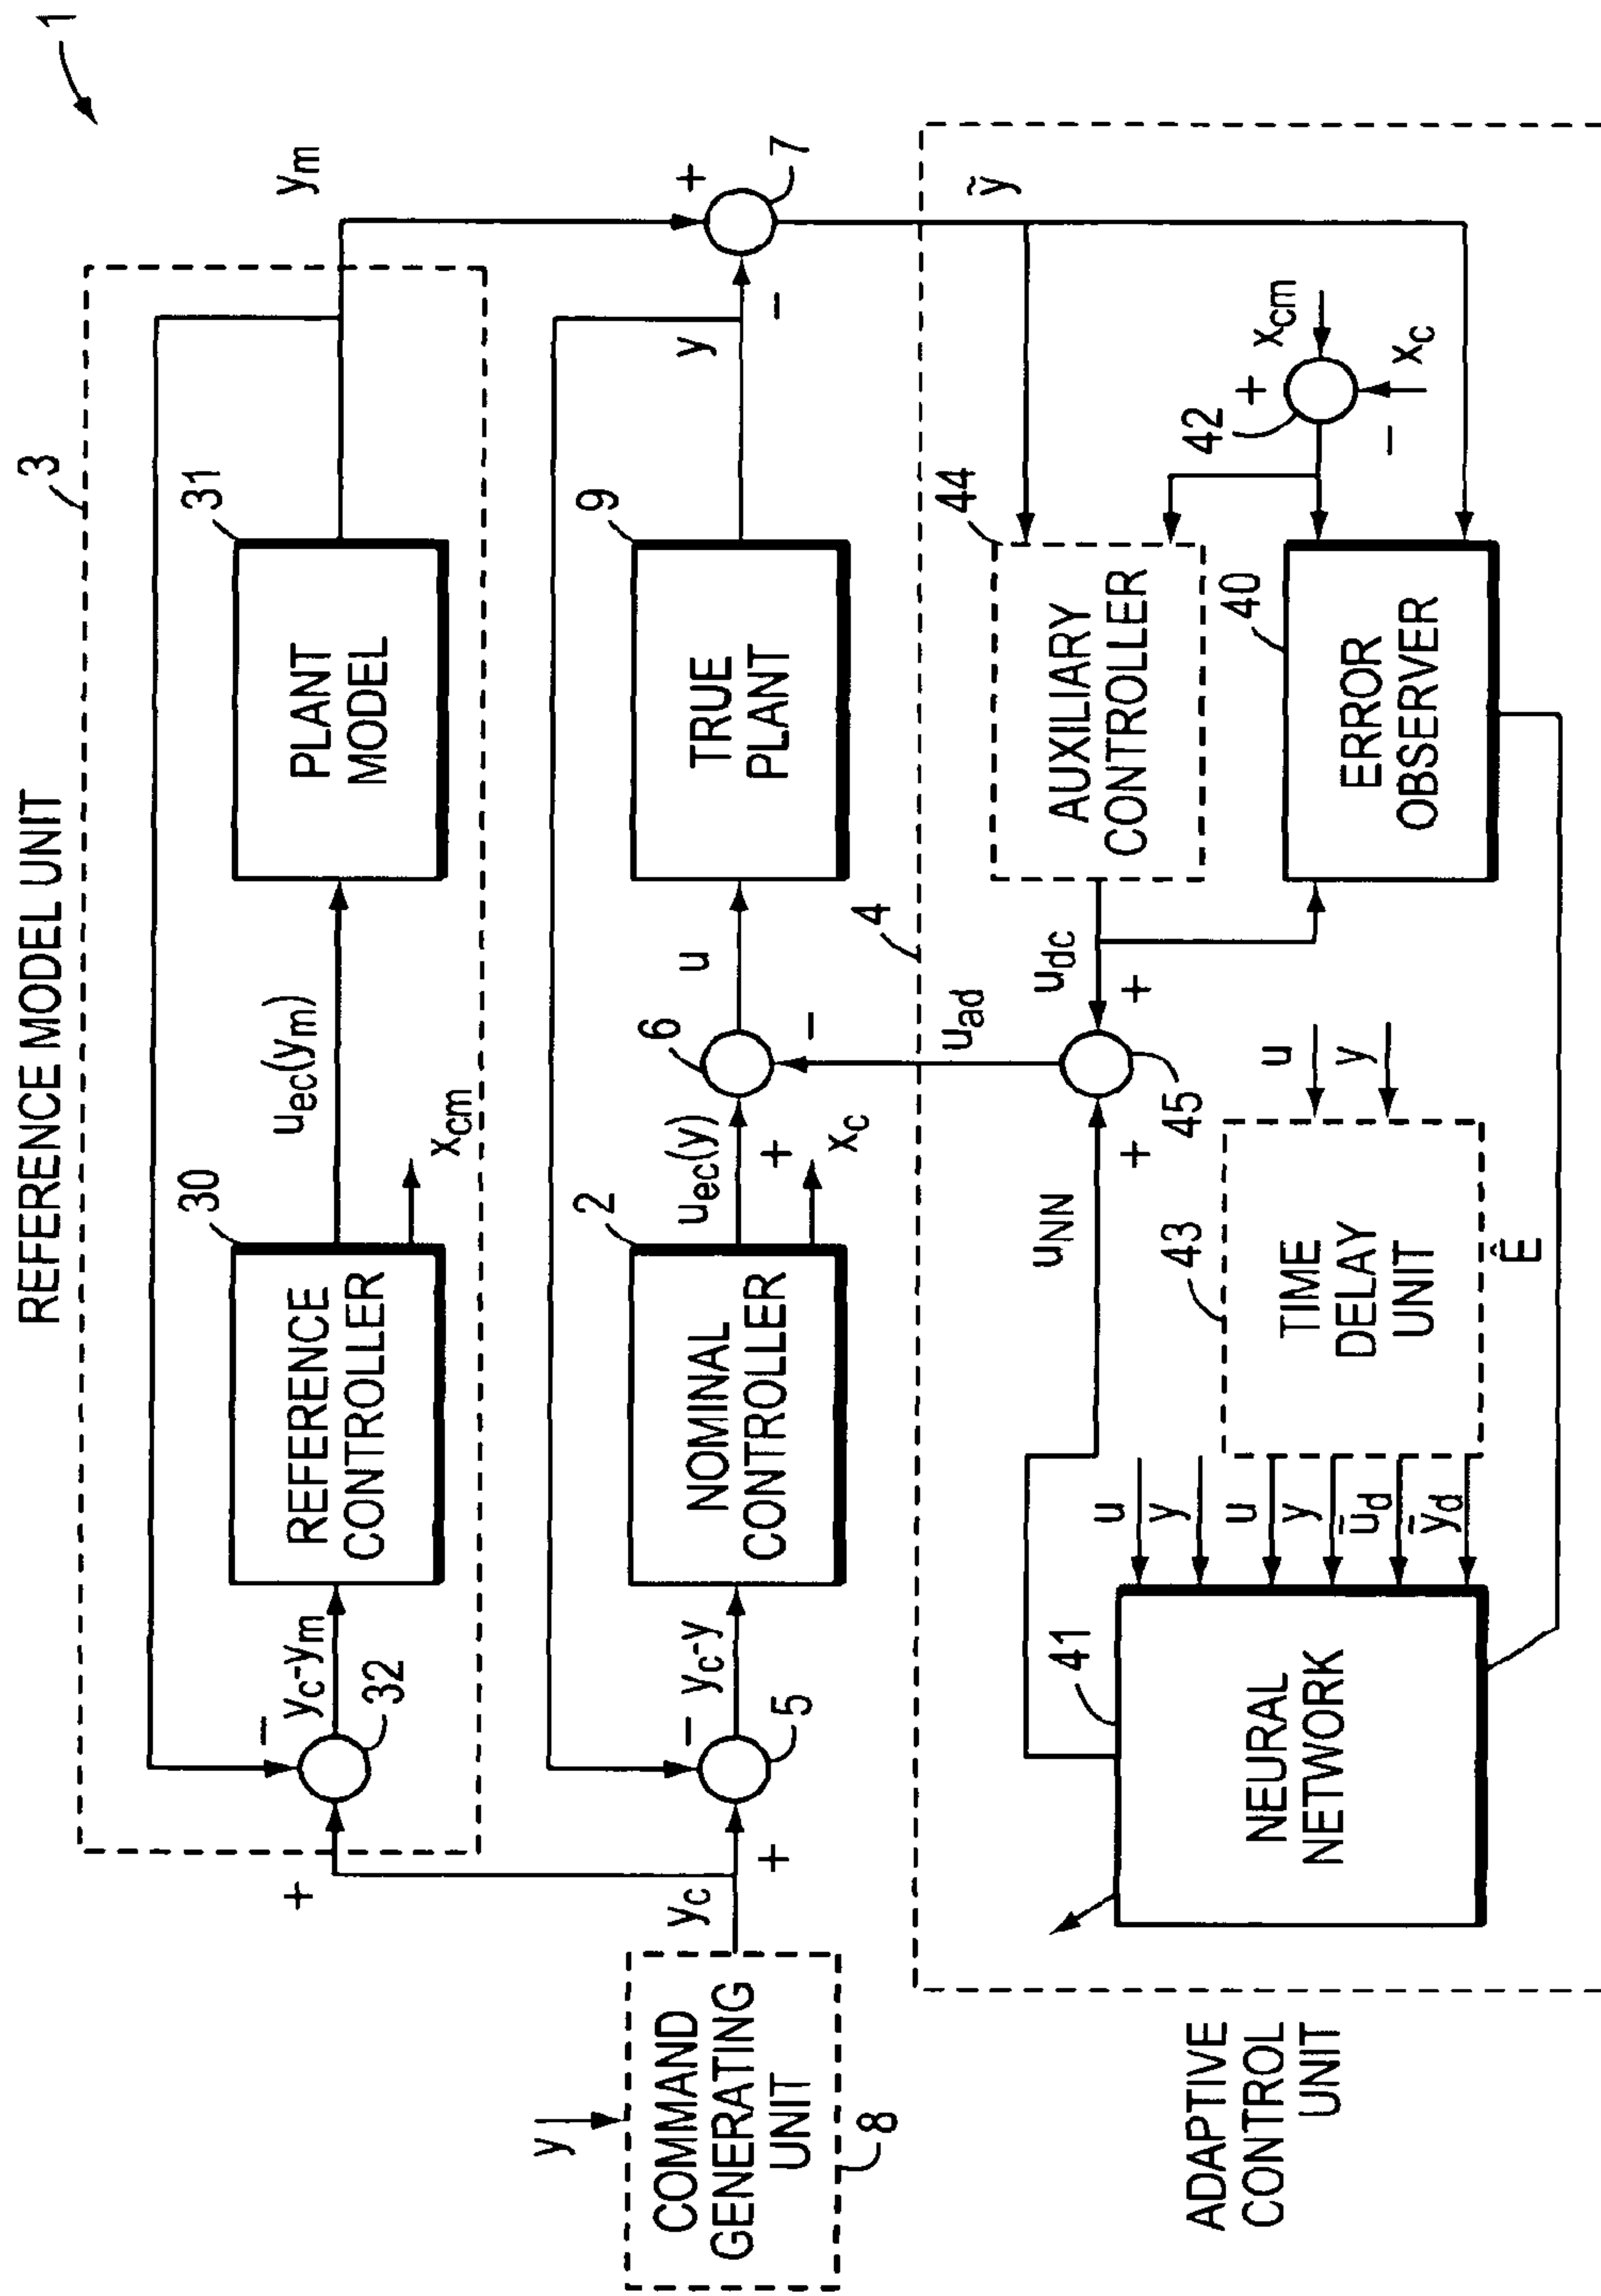 1
REFERENCE MODEL UNIT
3
yₘ
+
−
y_c-yₘ
32
30
REFERENCE
CONTROLLER
x_cm
u_ec(yₘ)
31
PLANT
MODEL
+
7
−
y
y
COMMAND
GENERATING
UNIT
8
y_c
+
−
y_c-y
5
2
NOMINAL
CONTROLLER
u_ec(y)
+
x_c
6
−
u
9
TRUE
PLANT
4
u_ad
ỹ
u_NN
+
45
u_dc
+
44
AUXILIARY
CONTROLLER
42
+
x_cm
−
x_c
40
ERROR
OBSERVER
41
NEURAL
NETWORK
u
y
u
y
ū_d
ȳ_d
43
TIME
DELAY
UNIT
u
y
Ê
ADAPTIVE
CONTROL
UNIT